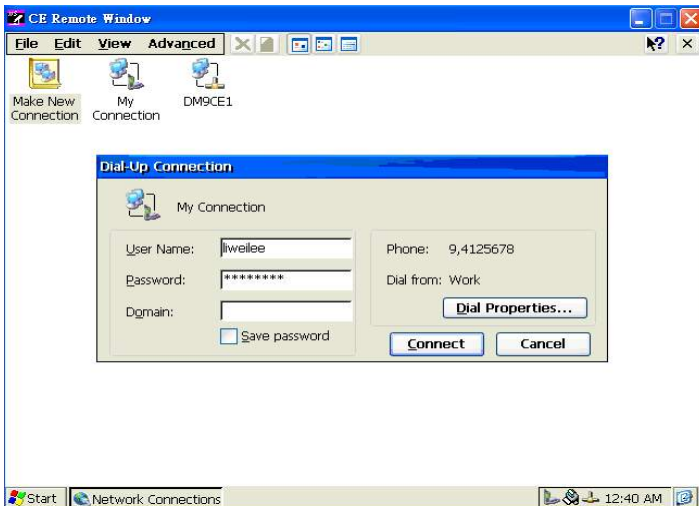 CE Remote Window
File Edit View Advanced
Make New Connection
My Connection
DM9CE1
Dial-Up Connection
My Connection
User Name: liweilee
Password: ********
Domain:
Save password
Phone: 9,4125678
Dial from: Work
Dial Properties...
Connect Cancel
Start Network Connections 12:40 AM